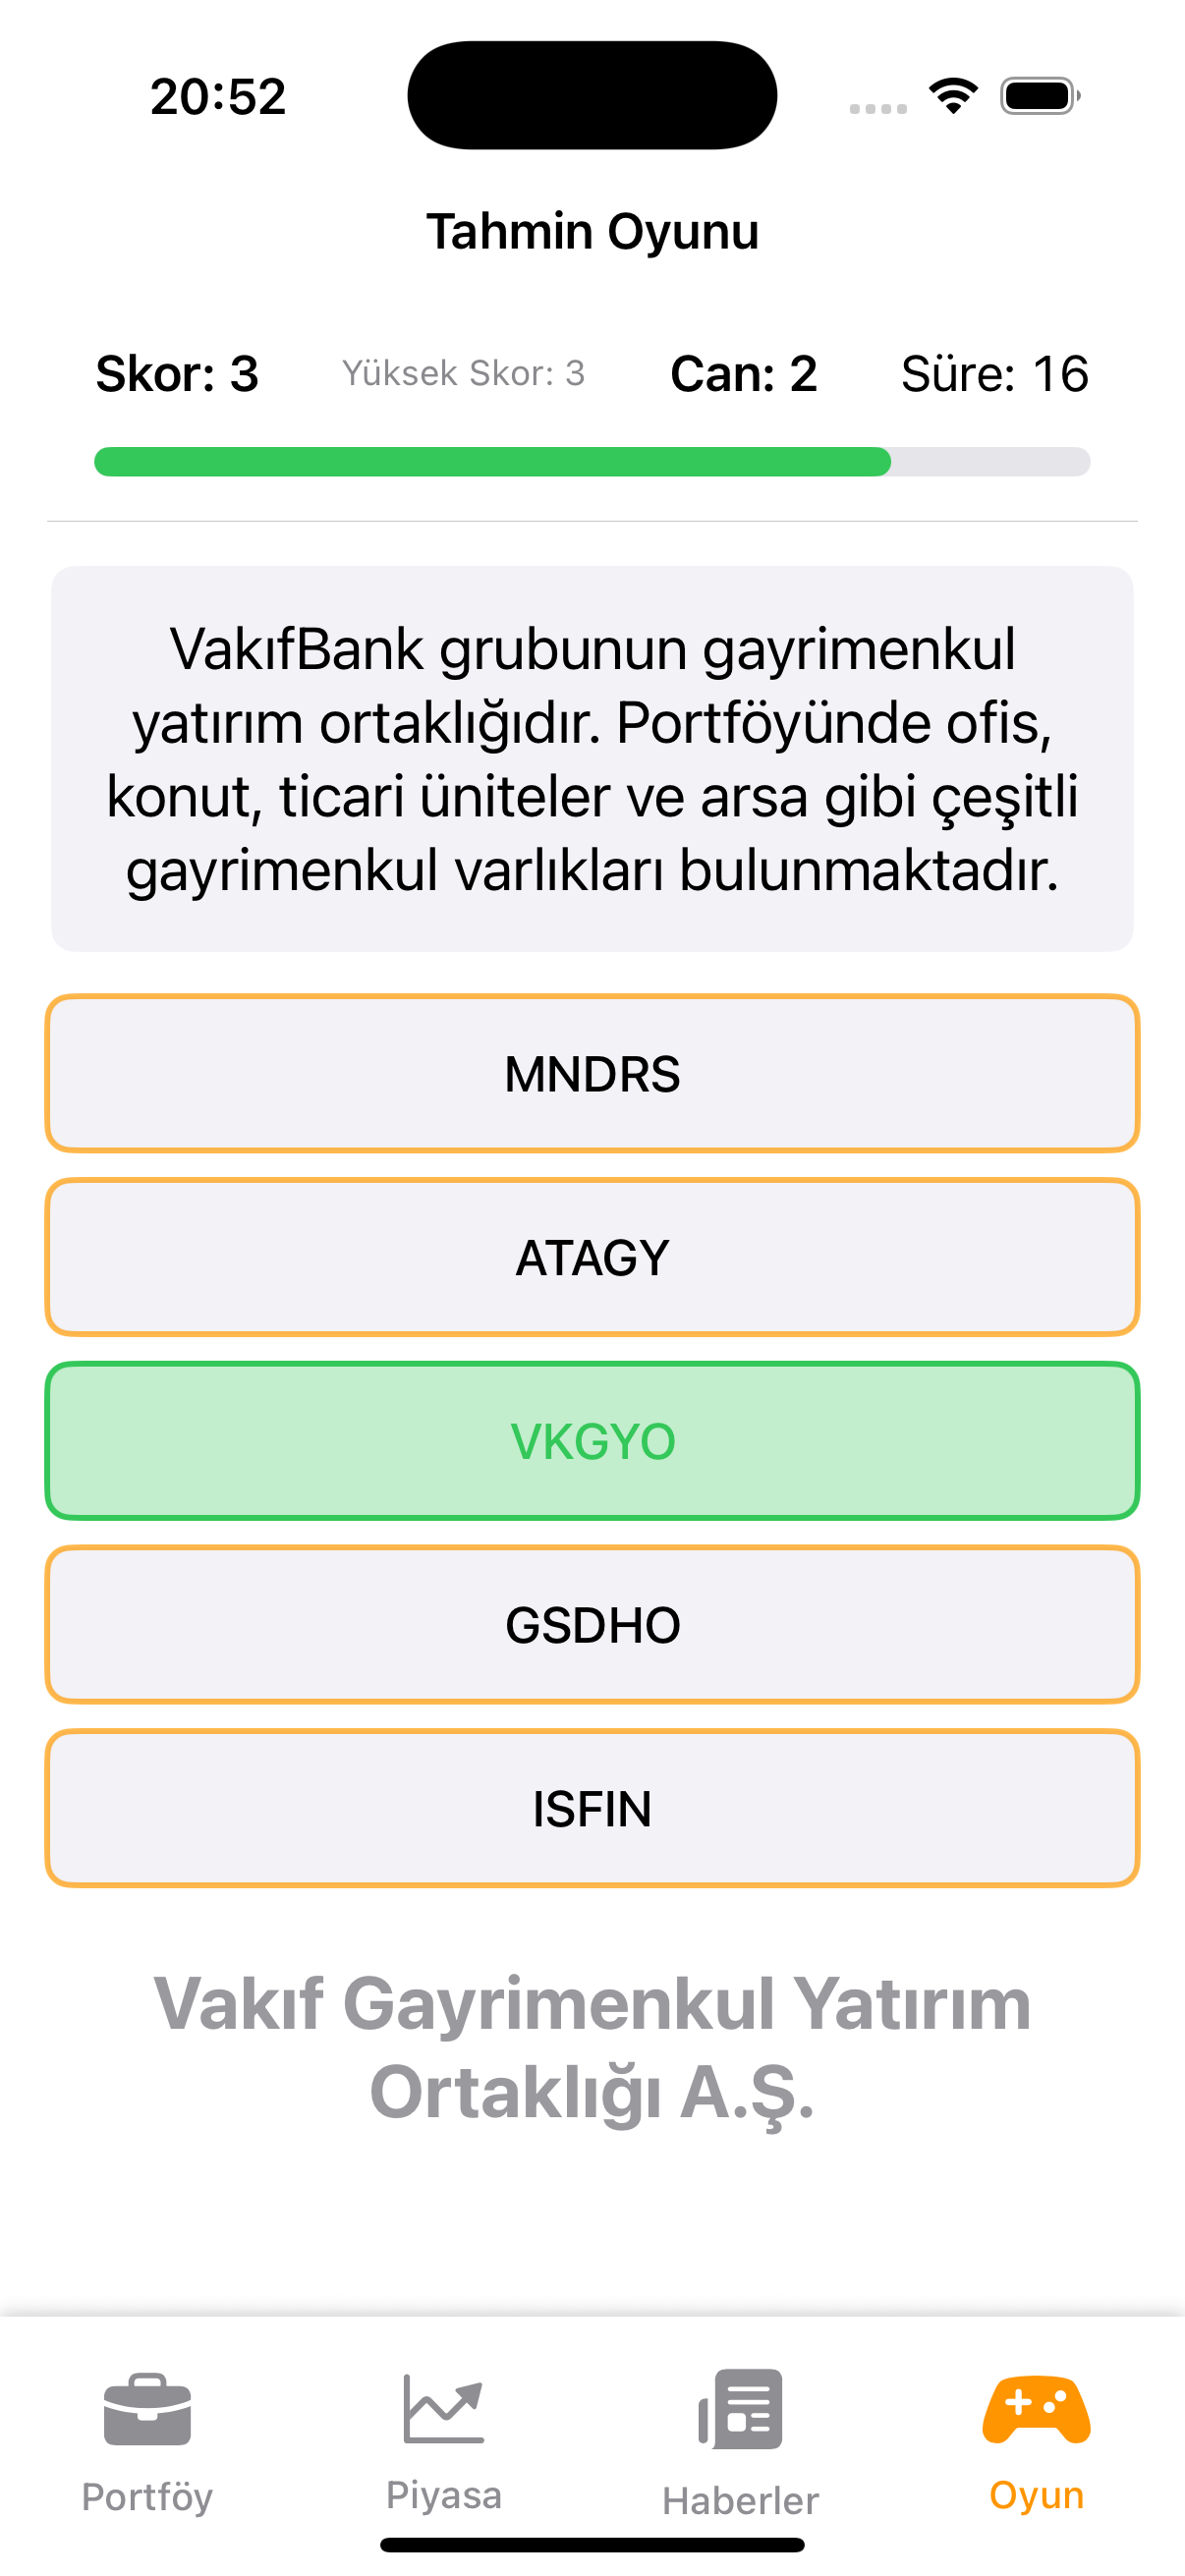 20:52
Tahmin Oyunu
Skor: 3 Yüksek Skor: 3 Can: 2 Süre: 16
VakıfBank grubunun gayrimenkul
yatırım ortaklığıdır. Portföyünde ofis,
konut, ticari üniteler ve arsa gibi çeşitli
gayrimenkul varlıkları bulunmaktadır.
MNDRS
ATAGY
VKGYO
GSDHO
ISFIN
Vakıf Gayrimenkul Yatırım
Ortaklığı A.Ş.
Portföy Piyasa Haberler Oyun